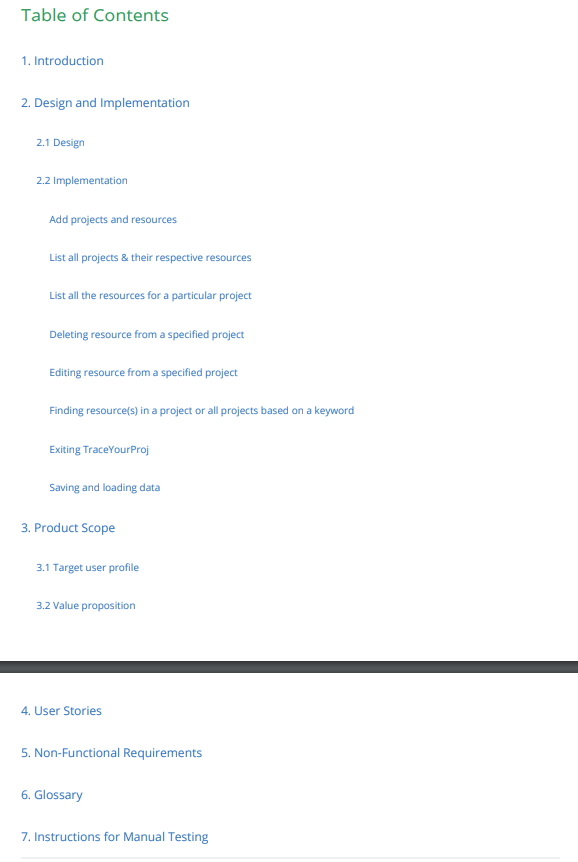 Table of Contents
1. Introduction
2. Design and Implementation
2.1 Design
2.2 Implementation
Add projects and resources
List all projects & their respective resources
List all the resources for a particular project
Deleting resource from a specified project
Editing resource from a specified project
Finding resource(s) in a project or all projects based on a keyword
Exiting TraceYourProj
Saving and loading data
3. Product Scope
3.1 Target user profile
3.2 Value proposition
4. User Stories
5. Non-Functional Requirements
6. Glossary
7. Instructions for Manual Testing